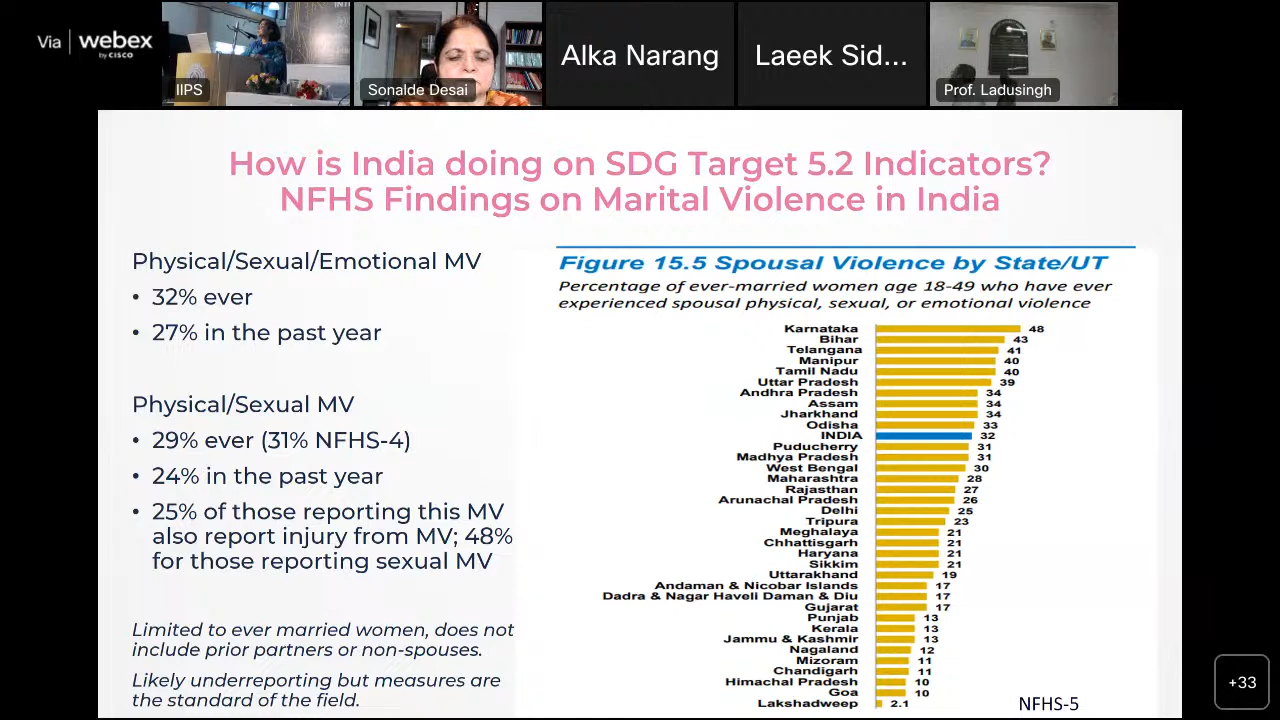 Via webex
by CISCO
IIPS
Sonalde Desai
Alka Narang
Laeek Sid...
Prof. Ladusingh
How is India doing on SDG Target 5.2 Indicators?
NFHS Findings on Marital Violence in India
Physical/Sexual/Emotional MV
• 32% ever
• 27% in the past year
Physical/Sexual MV
• 29% ever (31% NFHS-4)
• 24% in the past year
• 25% of those reporting this MV
also report injury from MV; 48%
for those reporting sexual MV
Limited to ever married women, does not
include prior partners or non-spouses.
Likely underreporting but measures are
the standard of the field.
Figure 15.5 Spousal Violence by State/UT
Percentage of ever-married women age 18-49 who have ever
experienced spousal physical, sexual, or emotional violence
Karnataka 48
Bihar 43
Telangana 41
Manipur 40
Tamil Nadu 40
Uttar Pradesh 39
Andhra Pradesh 34
Assam 34
Jharkhand 34
Odisha 33
INDIA 32
Puducherry 31
Madhya Pradesh 31
West Bengal 30
Maharashtra 28
Rajasthan 27
Arunachal Pradesh 26
Delhi 25
Tripura 23
Meghalaya 21
Chhattisgarh 21
Haryana 21
Sikkim 21
Uttarakhand 19
Andaman & Nicobar Islands 17
Dadra & Nagar Haveli Daman & Diu 17
Gujarat 17
Punjab 13
Kerala 13
Jammu & Kashmir 13
Nagaland 12
Mizoram 11
Chandigarh 11
Himachal Pradesh 10
Goa 10
Lakshadweep 2.1
NFHS-5
+33